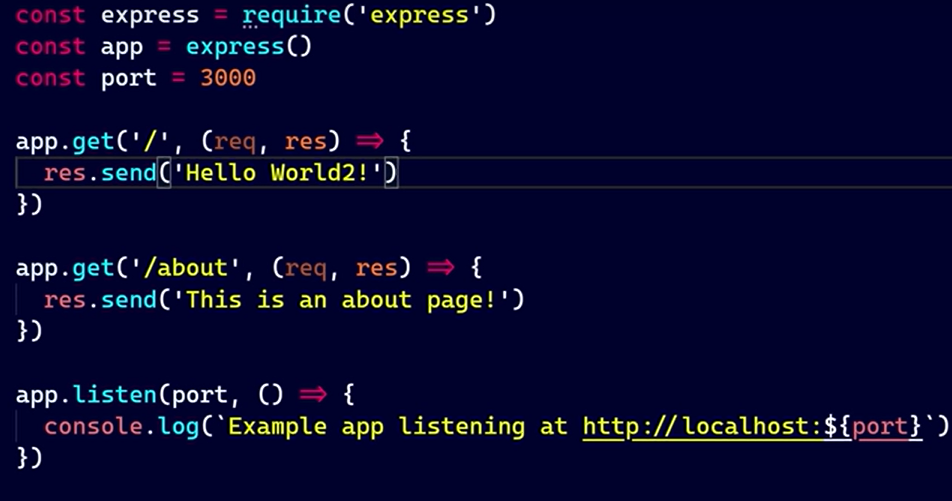 const express = require('express')
const app = express()
const port = 3000
app.get('/', (req, res) => {
res.send('Hello World2!')
})
app.get('/about', (req, res) => {
res.send('This is an about page!')
})
app.listen(port, () => {
console.log(`Example app listening at http://localhost:${port}`)
})